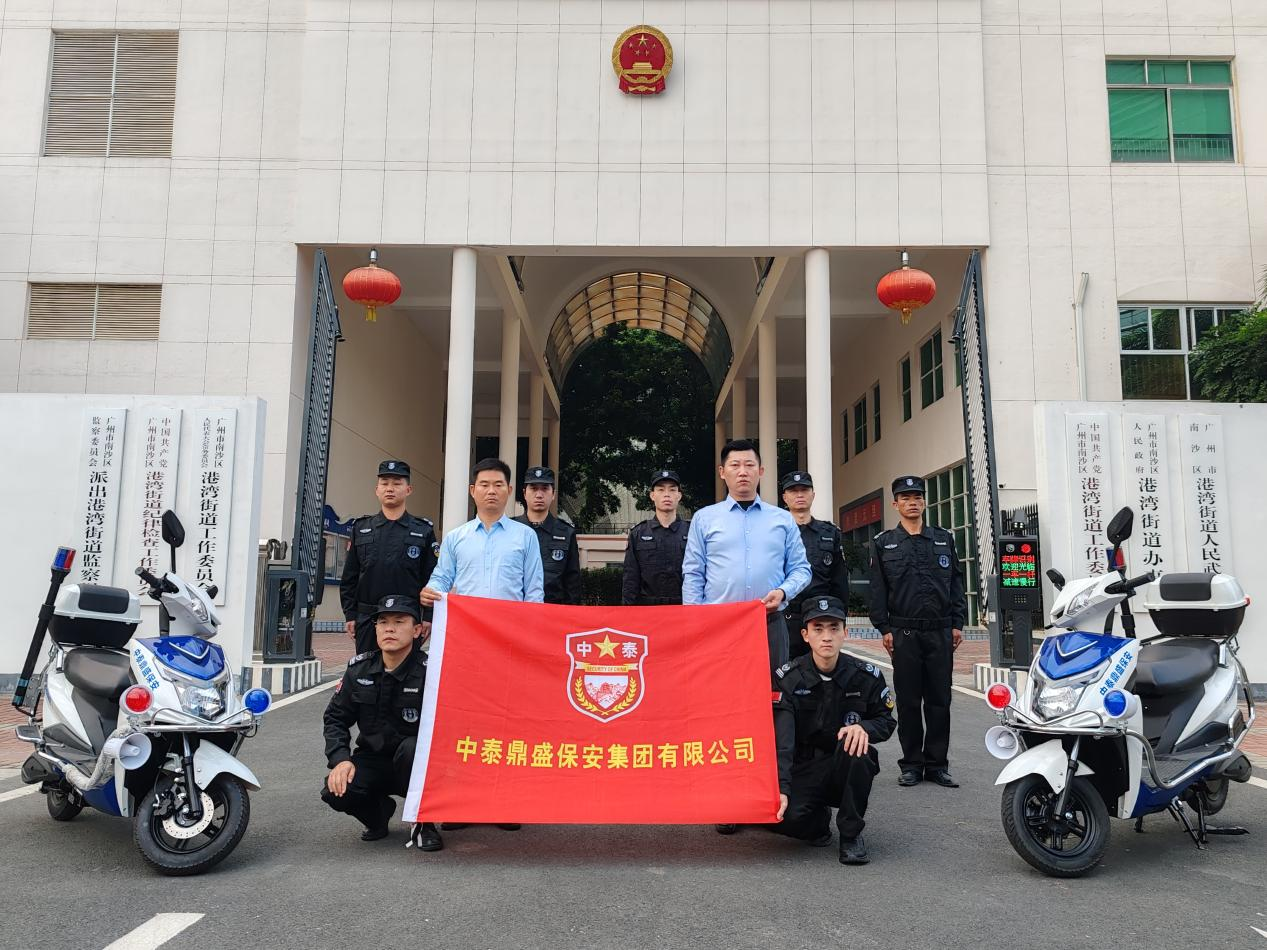 广州市南沙区
监察委员会
派出港湾街道监察
中国共产党
广州市南沙区
港湾街道纪律检查工作
广州市南沙区
人民代表大会常务委员会
港湾街道工作委员会
中国共产党
广州市南沙区
港湾街道工
广州市南沙区
人民政府
港湾街道办
广州市
南沙区
港湾街道人民武
欢迎光临
减速慢行
中泰
SECURITY OF CHINA
中泰鼎盛保安集团有限公司
中泰鼎盛保安
中泰鼎盛保安